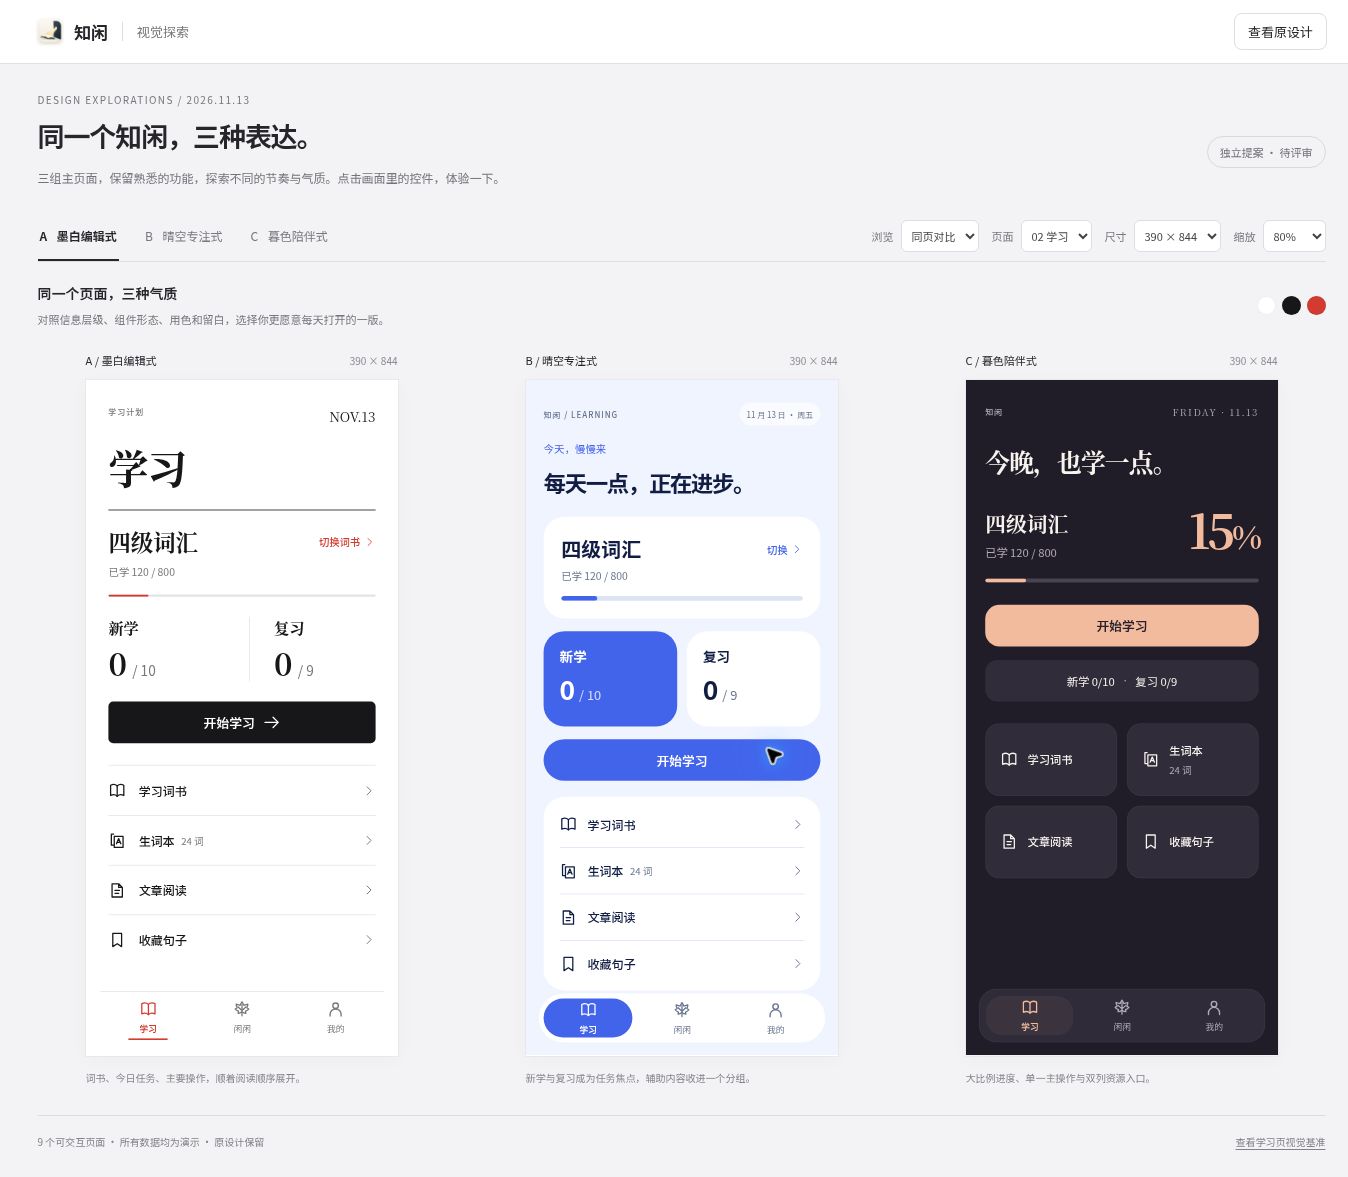 知闲
视觉探索
查看原设计
DESIGN EXPLORATIONS / 2026.11.13
同一个知闲，三种表达。
三组主页面，保留熟悉的功能，探索不同的节奏与气质。点击画面里的控件，体验一下。
独立提案 · 待评审
A 墨白编辑式
B 晴空专注式
C 暮色陪伴式
浏览 同页对比
页面 02 学习
尺寸 390 × 844
缩放 80%
同一个页面，三种气质
对照信息层级、组件形态、用色和留白，选择你更愿意每天打开的一版。
A / 墨白编辑式 390 × 844
学习计划
NOV.13
学习
四级词汇
切换词书
已学 120 / 800
新学
0 / 10
复习
0 / 9
开始学习
学习词书
生词本 24 词
文章阅读
收藏句子
学习
闲闲
我的
词书、今日任务、主要操作，顺着阅读顺序展开。
B / 晴空专注式 390 × 844
知闲 / LEARNING
11 月 13 日 · 周五
今天，慢慢来
每天一点，正在进步。
四级词汇
切换
已学 120 / 800
新学
0 / 10
复习
0 / 9
开始学习
学习词书
生词本 24 词
文章阅读
收藏句子
学习
闲闲
我的
新学与复习成为任务焦点，辅助内容收进一个分组。
C / 暮色陪伴式 390 × 844
知闲
FRIDAY · 11.13
今晚，也学一点。
四级词汇
已学 120 / 800
15%
开始学习
新学 0/10 · 复习 0/9
学习词书
生词本
24 词
文章阅读
收藏句子
学习
闲闲
我的
大比例进度、单一主操作与双列资源入口。
9 个可交互页面 · 所有数据均为演示 · 原设计保留
查看学习页视觉基准